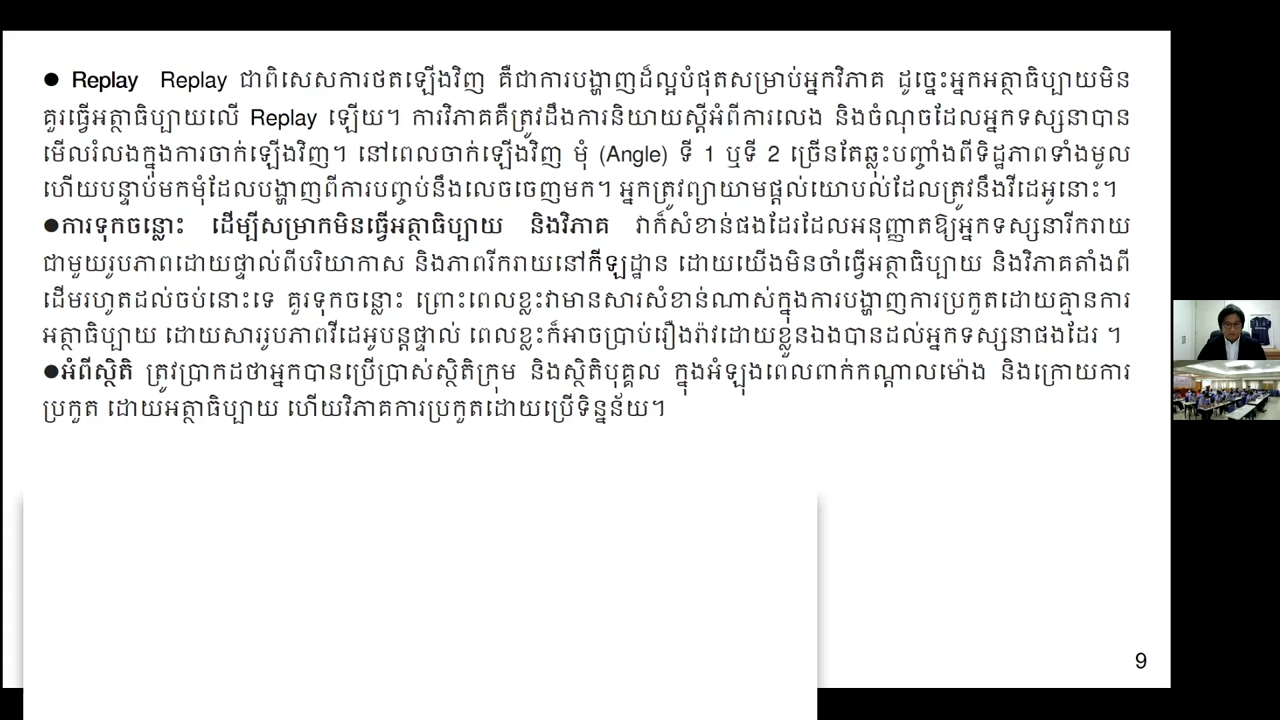 ● Replay Replay ជាពិសេសការថតឡើងវិញ គឺជាការបង្ហាញដ៏ល្អបំផុតសម្រាប់អ្នកវិភាគ ដូច្នេះអ្នកអត្ថាធិប្បាយមិន
គួរធ្វើអត្ថាធិប្បាយលើ Replay ឡើយ។ ការវិភាគគឺត្រូវដឹងការនិយាយស្ដីអំពីការលេង និងចំណុចដែលអ្នកទស្សនាបាន
មើលរំលងក្នុងការចាក់ឡើងវិញ។ នៅពេលចាក់ឡើងវិញ មុំ (Angle) ទី 1 ឬទី 2 ច្រើនតែឆ្លុះបញ្ចាំងពីទិដ្ឋភាពទាំងមូល
ហើយបន្ទាប់មកមុំដែលបង្ហាញពីការបញ្ចប់នឹងលេចចេញមក។ អ្នកត្រូវព្យាយាមផ្ដល់យោបល់ដែលត្រូវនឹងវីដេអូនោះ។
●ការទុកចន្លោះ ដើម្បីសម្រាកមិនធ្វើអត្ថាធិប្បាយ និងវិភាគ វាក៏សំខាន់ផងដែរដែលអនុញ្ញាតឱ្យអ្នកទស្សនារីករាយ
ជាមួយរូបភាពដោយផ្ទាល់ពីបរិយាកាស និងភាពរីករាយនៅកីឡដ្ឋាន ដោយយើងមិនចាំធ្វើអត្ថាធិប្បាយ និងវិភាគតាំងពី
ដើមរហូតដល់ចប់នោះទេ គួរទុកចន្លោះ ព្រោះពេលខ្លះវាមានសារសំខាន់ណាស់ក្នុងការបង្ហាញការប្រកួតដោយគ្មានការ
អត្ថាធិប្បាយ ដោយសាររូបភាពវីដេអូបន្តផ្ទាល់ ពេលខ្លះក៏អាចប្រាប់រឿងរ៉ាវដោយខ្លួនឯងបានដល់អ្នកទស្សនាផងដែរ ។
●អំពីស្ថិតិ ត្រូវប្រាកដថាអ្នកបានប្រើប្រាស់ស្ថិតិក្រុម និងស្ថិតិបុគ្គល ក្នុងអំឡុងពេលពាក់កណ្ដាលម៉ោង និងក្រោយការ
ប្រកួត ដោយអត្ថាធិប្បាយ ហើយវិភាគការប្រកួតដោយប្រើទិន្នន័យ។
9